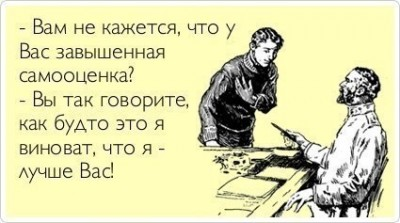 - Вам не кажется, что у
Вас завышенная
самооценка?
- Вы так говорите,
как будто это я
виноват, что я -
лучше Вас!